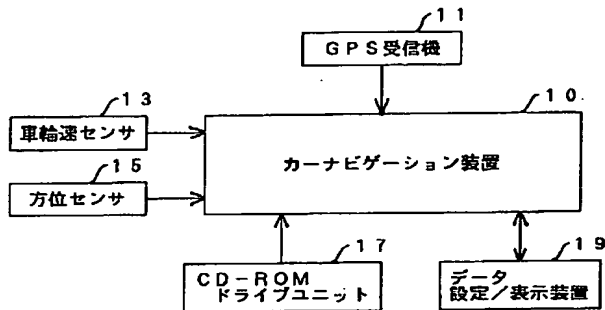 11
GPS受信機
13
10
車輪速センサ
カーナビゲーション装置
15
方位センサ
17
19
CD-ROM
ドライブユニット
データ
設定/表示装置